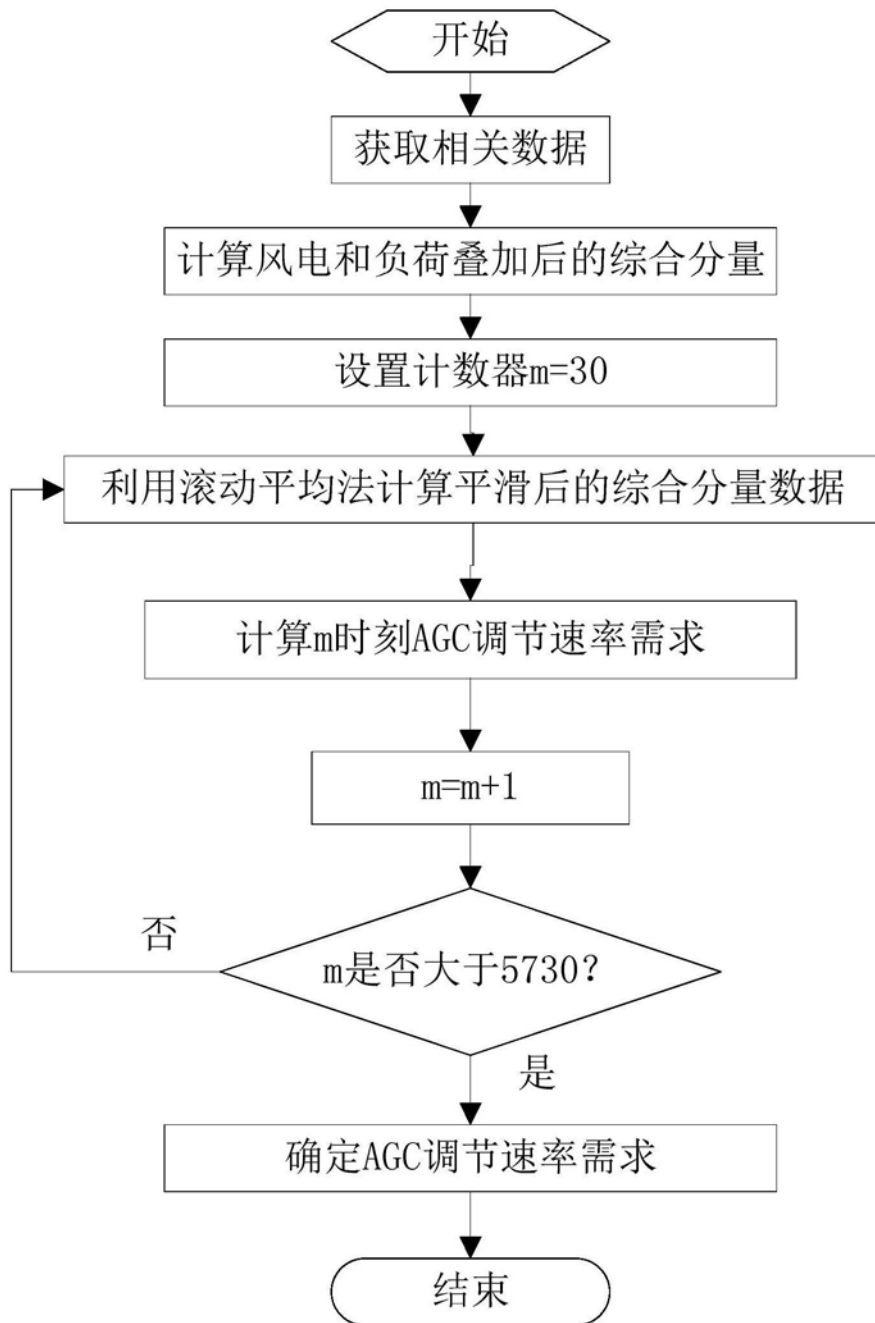 开始
获取相关数据
计算风电和负荷叠加后的综合分量
设置计数器m=30
利用滚动平均法计算平滑后的综合分量数据
计算m时刻AGC调节速率需求
m=m+1
否
m是否大于5730？
是
确定AGC调节速率需求
结束